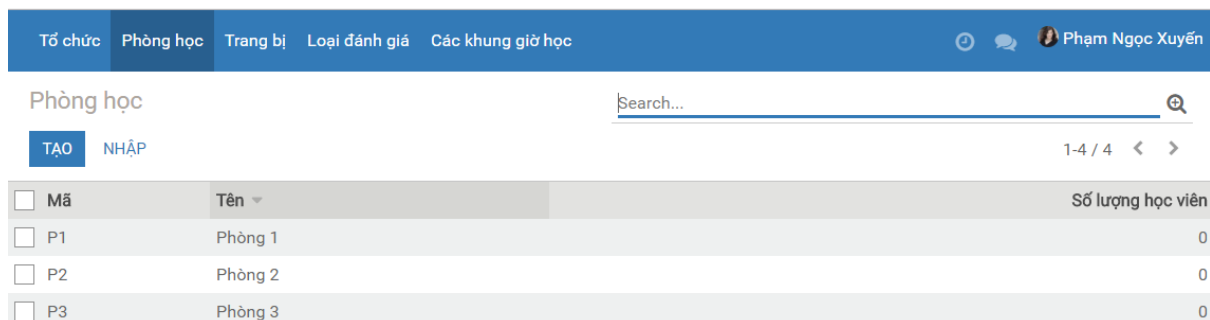 Tổ chức Phòng học Trang bị Loại đánh giá Các khung giờ học Phạm Ngọc Xuyến
Phòng học Search...
TẠO NHẬP 1-4 / 4
Mã Tên Số lượng học viên
P1 Phòng 1 0
P2 Phòng 2 0
P3 Phòng 3 0